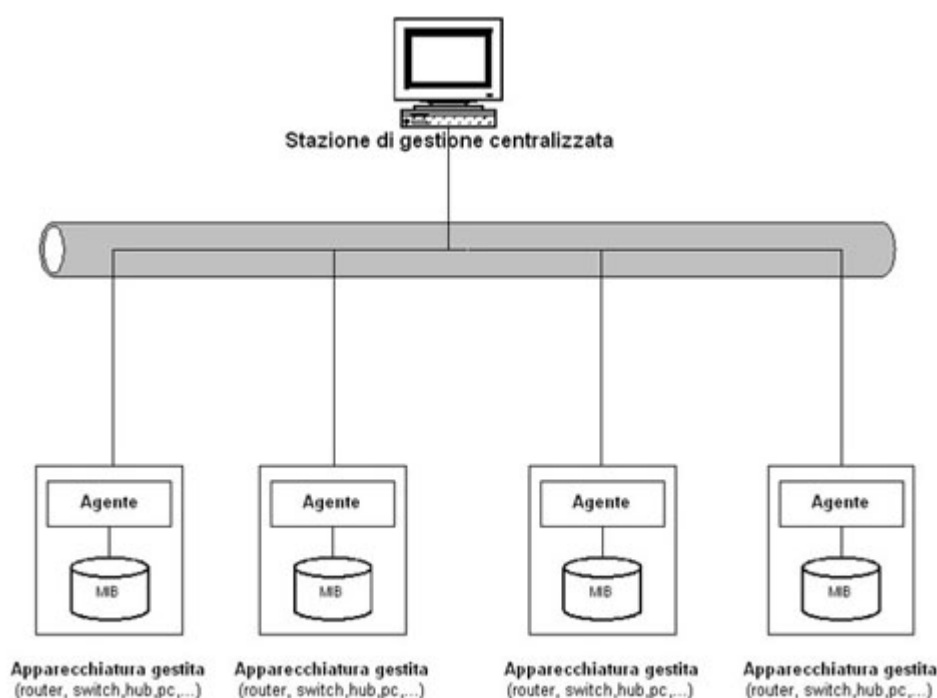 Stazione di gestione centralizzata
Agente
Agente
Agente
Agente
MIB
MIB
MIB
MIB
Apparecchiatura gestita
(router, switch,hub,pc,...)
Apparecchiatura gestita
(router, switch,hub,pc,...)
Apparecchiatura gestita
(router, switch,hub,pc,...)
Apparecchiatura gestita
(router, switch,hub,pc,...)